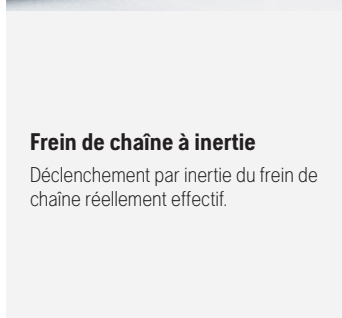 Frein de chaîne à inertie
Déclenchement par inertie du frein de
chaîne réellement effectif.